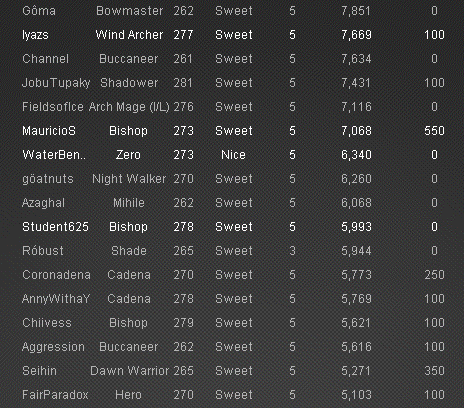 Góma Bowmaster 262 Sweet 5 7,851 0
Iyazs Wind Archer 277 Sweet 5 7,669 100
Channel Buccaneer 261 Sweet 5 7,634 0
JobuTupaky Shadower 281 Sweet 5 7,431 100
FieldsofIce Arch Mage (I/L) 276 Sweet 5 7,116 0
MauricioS Bishop 273 Sweet 5 7,068 550
WaterBen.. Zero 273 Nice 5 6,340 0
göatnuts Night Walker 270 Sweet 5 6,260 0
Azaghal Mihile 262 Sweet 5 6,068 0
Student625 Bishop 278 Sweet 5 5,993 0
Róbust Shade 265 Sweet 3 5,944 0
Coronadena Cadena 270 Sweet 5 5,773 250
AnnyWithaY Cadena 278 Sweet 5 5,769 100
Chiivess Bishop 279 Sweet 5 5,621 100
Aggression Buccaneer 262 Sweet 5 5,616 100
Seihin Dawn Warrior 265 Sweet 5 5,271 350
FairParadox Hero 270 Sweet 5 5,103 100